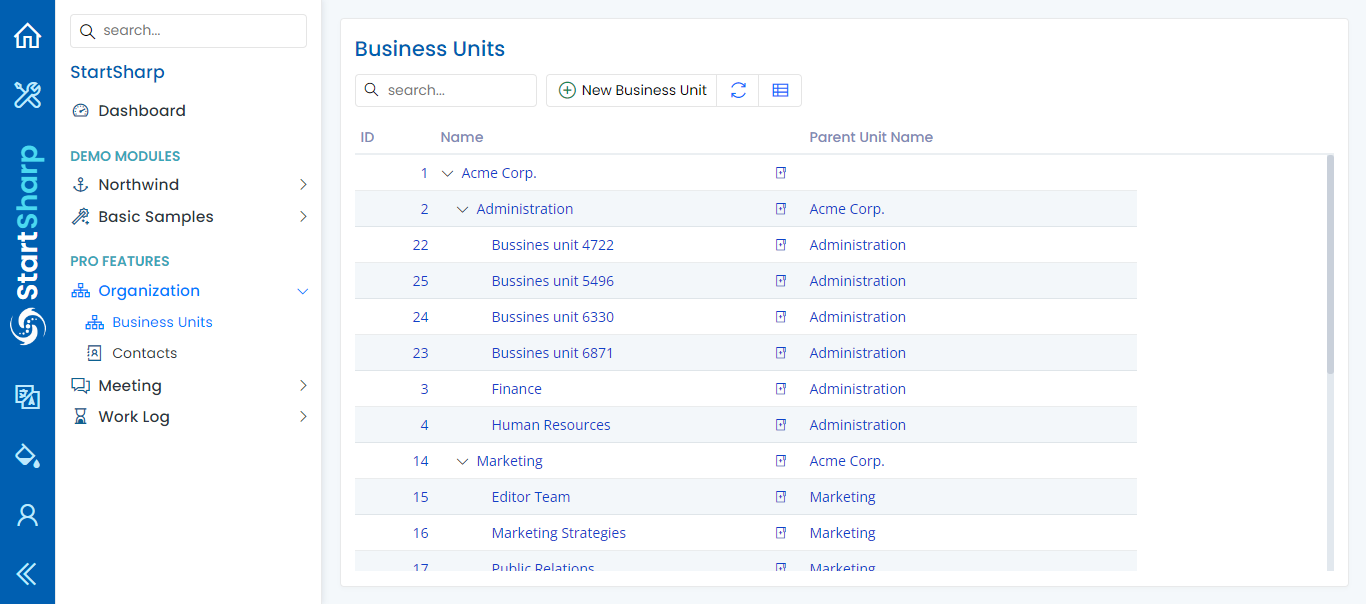 StartSharp
search...
StartSharp
Dashboard
DEMO MODULES
Northwind
Basic Samples
PRO FEATURES
Organization
Business Units
Contacts
Meeting
Work Log
Business Units
search...
New Business Unit
ID Name Parent Unit Name
1 Acme Corp.
2 Administration Acme Corp.
22 Bussines unit 4722 Administration
25 Bussines unit 5496 Administration
24 Bussines unit 6330 Administration
23 Bussines unit 6871 Administration
3 Finance Administration
4 Human Resources Administration
14 Marketing Acme Corp.
15 Editor Team Marketing
16 Marketing Strategies Marketing
17 Public Relations Marketing